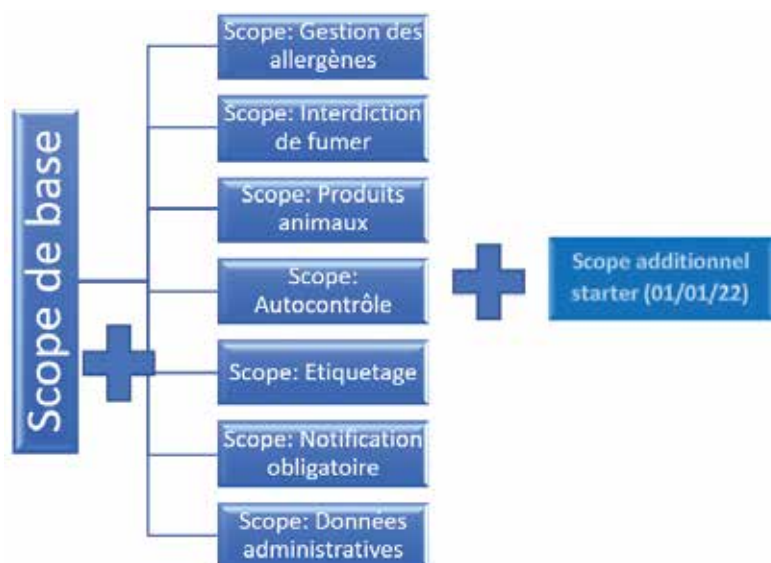 Scope de base
Scope: Gestion des
allergènes
Scope: Interdiction
de fumer
Scope: Produits
animaux
Scope:
Autocontrôle
Scope: Etiquetage
Scope: Notification
obligatoire
Scope: Données
administratives
Scope additionnel
starter (01/01/22)